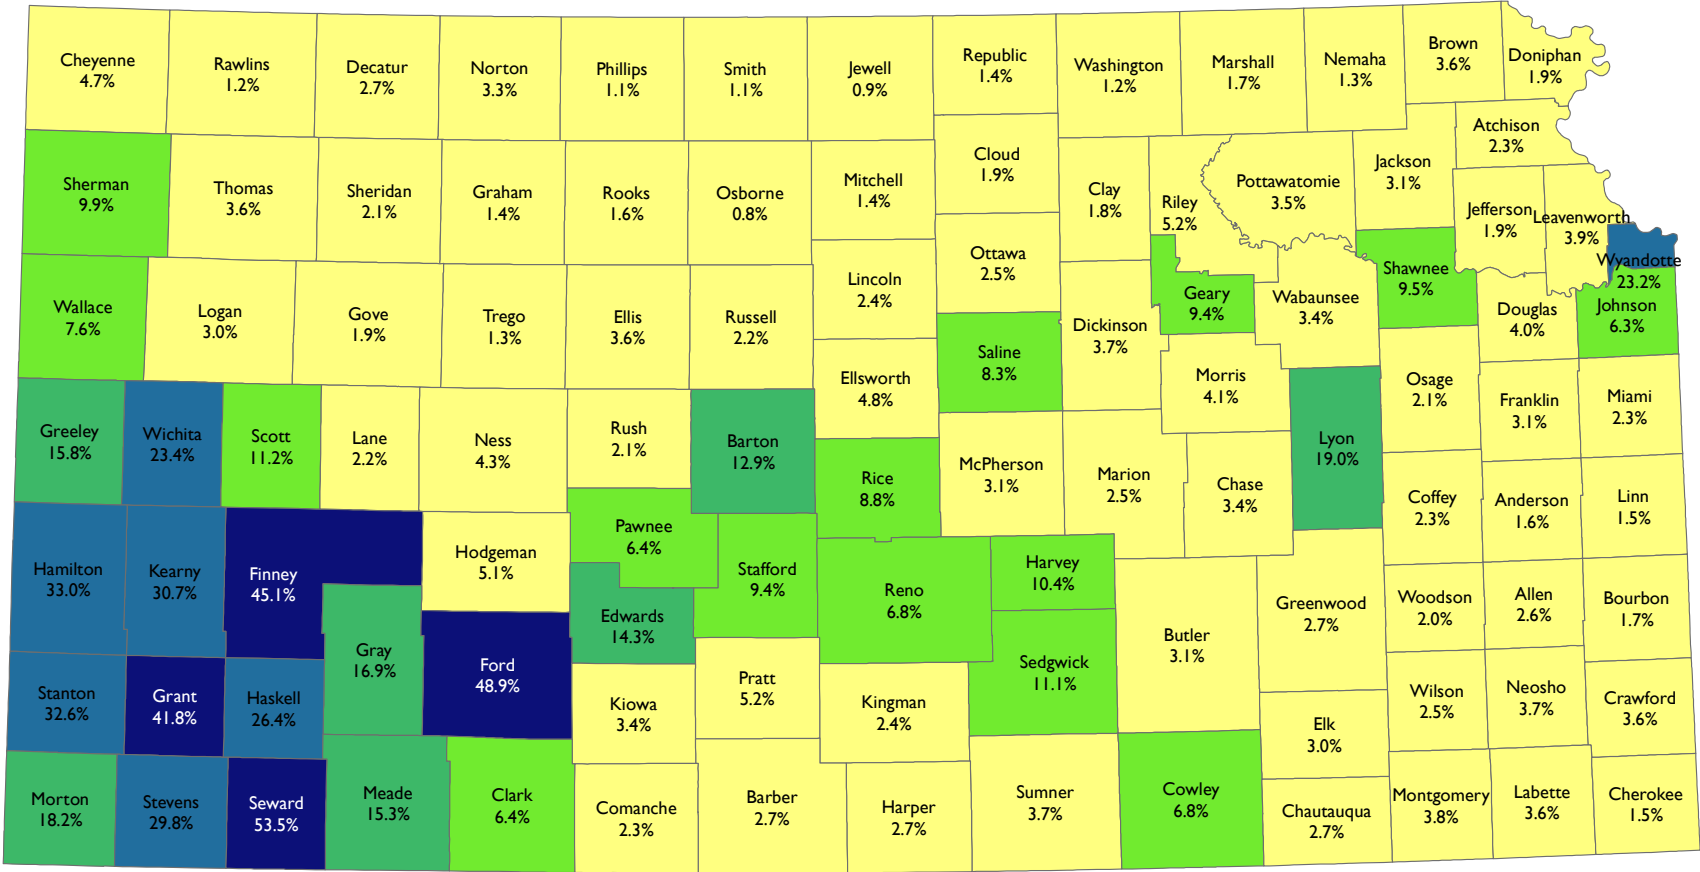 Cheyenne
4.7%
Rawlins
1.2%
Decatur
2.7%
Norton
3.3%
Phillips
1.1%
Smith
1.1%
Jewell
0.9%
Republic
1.4%
Washington
1.2%
Marshall
1.7%
Nemaha
1.3%
Brown
3.6%
Doniphan
1.9%
Sherman
9.9%
Thomas
3.6%
Sheridan
2.1%
Graham
1.4%
Rooks
1.6%
Osborne
0.8%
Mitchell
1.4%
Cloud
1.9%
Clay
1.8%
Riley
5.2%
Pottawatomie
3.5%
Jackson
3.1%
Atchison
2.3%
Jefferson
1.9%
Leavenworth
3.9%
Wyandotte
23.2%
Wallace
7.6%
Logan
3.0%
Gove
1.9%
Trego
1.3%
Ellis
3.6%
Russell
2.2%
Lincoln
2.4%
Ottawa
2.5%
Saline
8.3%
Dickinson
3.7%
Geary
9.4%
Wabaunsee
3.4%
Shawnee
9.5%
Douglas
4.0%
Johnson
6.3%
Greeley
15.8%
Wichita
23.4%
Scott
11.2%
Lane
2.2%
Ness
4.3%
Rush
2.1%
Barton
12.9%
Ellsworth
4.8%
Rice
8.8%
McPherson
3.1%
Marion
2.5%
Morris
4.1%
Chase
3.4%
Lyon
19.0%
Osage
2.1%
Franklin
3.1%
Miami
2.3%
Coffey
2.3%
Anderson
1.6%
Linn
1.5%
Hamilton
33.0%
Kearny
30.7%
Finney
45.1%
Hodgeman
5.1%
Pawnee
6.4%
Edwards
14.3%
Stafford
9.4%
Reno
6.8%
Harvey
10.4%
Sedgwick
11.1%
Butler
3.1%
Greenwood
2.7%
Woodson
2.0%
Allen
2.6%
Bourbon
1.7%
Stanton
32.6%
Grant
41.8%
Haskell
26.4%
Gray
16.9%
Ford
48.9%
Kiowa
3.4%
Pratt
5.2%
Kingman
2.4%
Elk
3.0%
Wilson
2.5%
Neosho
3.7%
Crawford
3.6%
Morton
18.2%
Stevens
29.8%
Seward
53.5%
Meade
15.3%
Clark
6.4%
Comanche
2.3%
Barber
2.7%
Harper
2.7%
Sumner
3.7%
Cowley
6.8%
Chautauqua
2.7%
Montgomery
3.8%
Labette
3.6%
Cherokee
1.5%